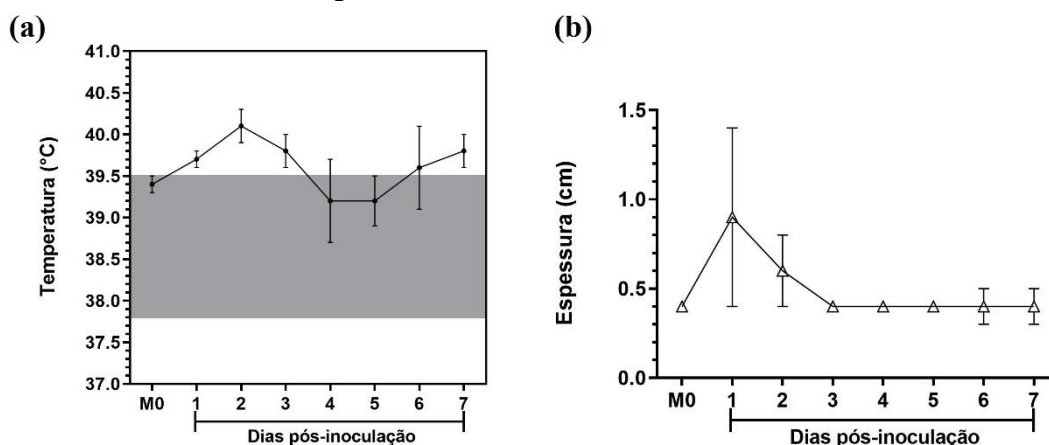 (a)
Temperatura (°C)
41.0
40.5
40.0
39.5
39.0
38.5
38.0
37.5
37.0
M0 1 2 3 4 5 6 7
Dias pós-inoculação
(b)
Espessura (cm)
1.5
1.0
0.5
0.0
M0 1 2 3 4 5 6 7
Dias pós-inoculação